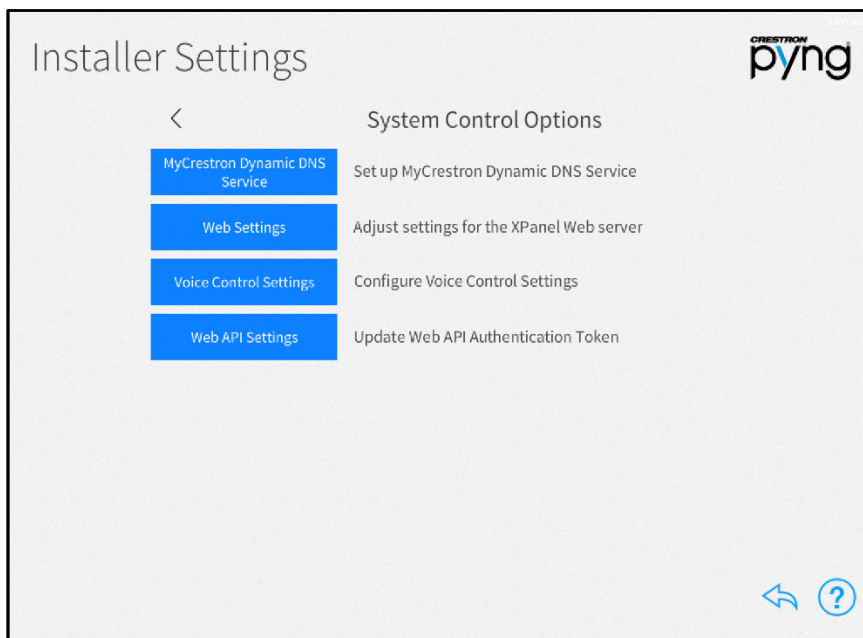 Installer Settings
CRESTRON
pyng
System Control Options
MyCrestron Dynamic DNS
Service
Set up MyCrestron Dynamic DNS Service
Web Settings
Adjust settings for the XPanel Web server
Voice Control Settings
Configure Voice Control Settings
Web API Settings
Update Web API Authentication Token
?